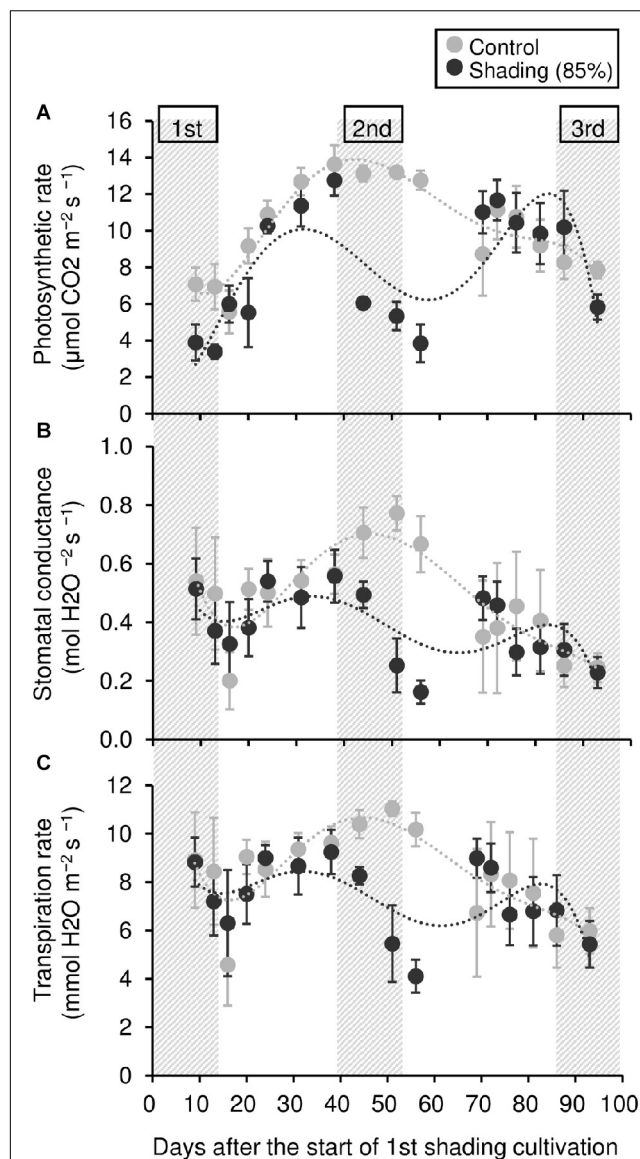 Control
Shading (85%)
A
1st
2nd
3rd
16
14
12
10
8
6
4
2
0
Photosynthetic rate
(µmol CO2 m⁻² s⁻¹)
B
1.0
0.8
0.6
0.4
0.2
0.0
Stomatal conductance
(mol H2O ⁻² s⁻¹)
C
12
10
8
6
4
2
0
Transpiration rate
(mmol H2O m⁻² s⁻¹)
0 10 20 30 40 50 60 70 80 90 100
Days after the start of 1st shading cultivation